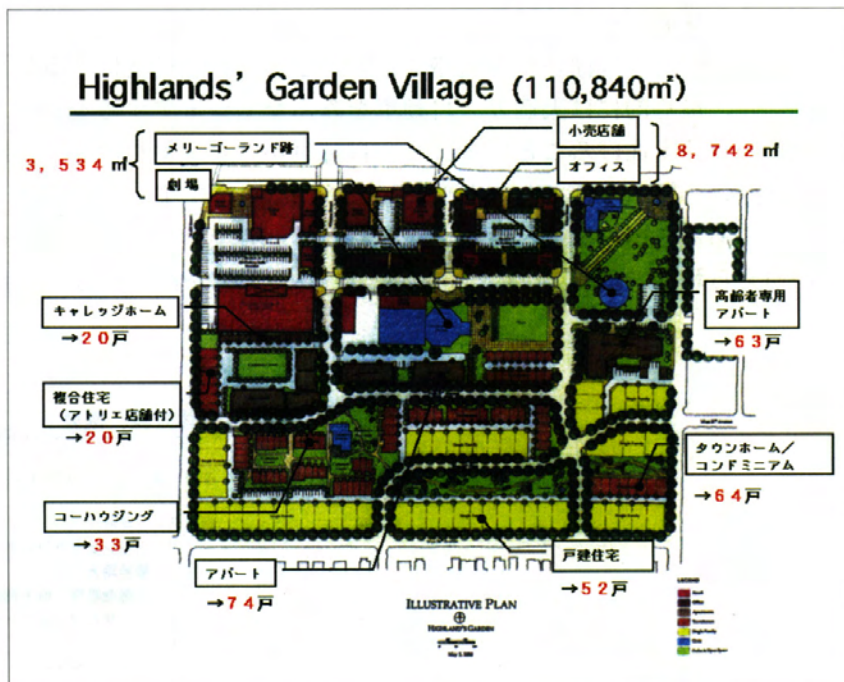 Highlands' Garden Village (110,840㎡)
メリーゴーランド跡
3,534 ㎡
劇場
小売店舗
8,742 ㎡
オフィス
キャレッジホーム
→20戸
高齢者専用
アパート
→63戸
複合住宅
（アトリエ店舗付）
→20戸
タウンホーム／
コンドミニアム
→64戸
コーハウジング
→33戸
アパート
→74戸
戸建住宅
→52戸
ILLUSTRATIVE PLAN
HIGHLAND'S GARDEN
LEGEND